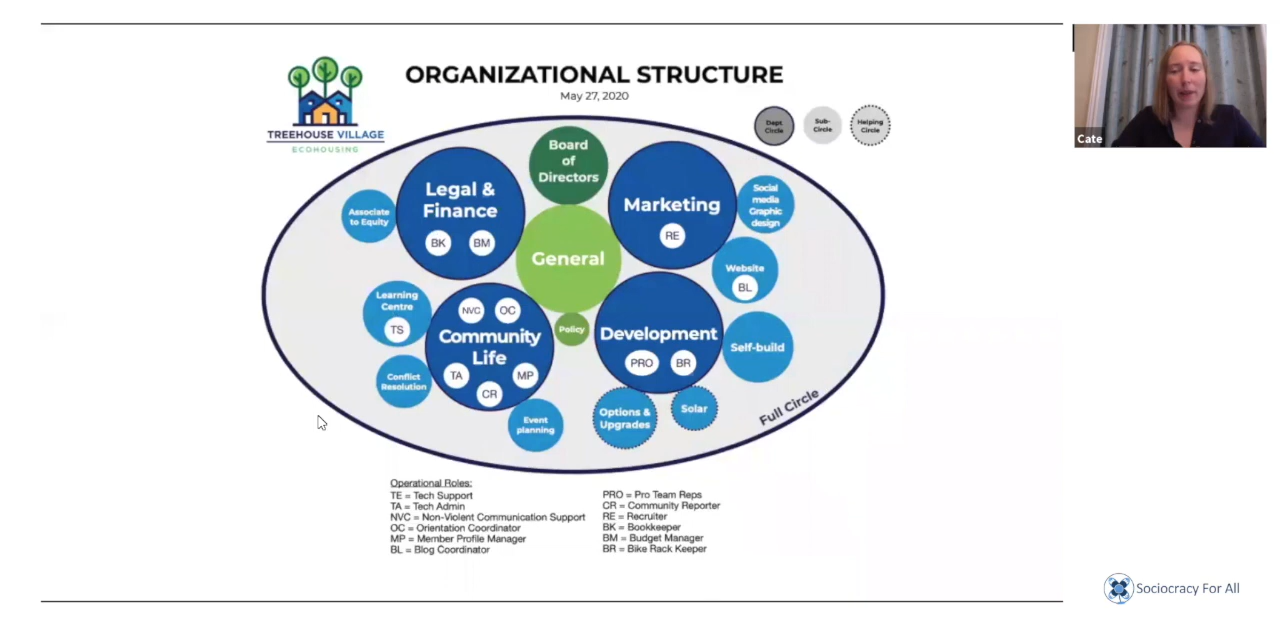 ORGANIZATIONAL STRUCTURE
May 27, 2020
TREEHOUSE VILLAGE
ECOHOUSING
Dept
Circle
Sub-
Circle
Helping
Circle
Cate
Board
of
Directors
Legal &
Finance
BK
BM
Associate
to Equity
Marketing
RE
Social
media
Graphic
design
General
Website
BL
Learning
Centre
TS
NVC
OC
Community
Life
TA
MP
CR
Policy
Development
PRO
BR
Self-build
Conflict
Resolution
Event
planning
Options &
Upgrades
Solar
Full Circle
Operational Roles:
TE = Tech Support
TA = Tech Admin
NVC = Non-Violent Communication Support
OC = Orientation Coordinator
MP = Member Profile Manager
BL = Blog Coordinator
PRO = Pro Team Reps
CR = Community Reporter
RE = Recruiter
BK = Bookkeeper
BM = Budget Manager
BR = Bike Rack Keeper
Sociocracy For All